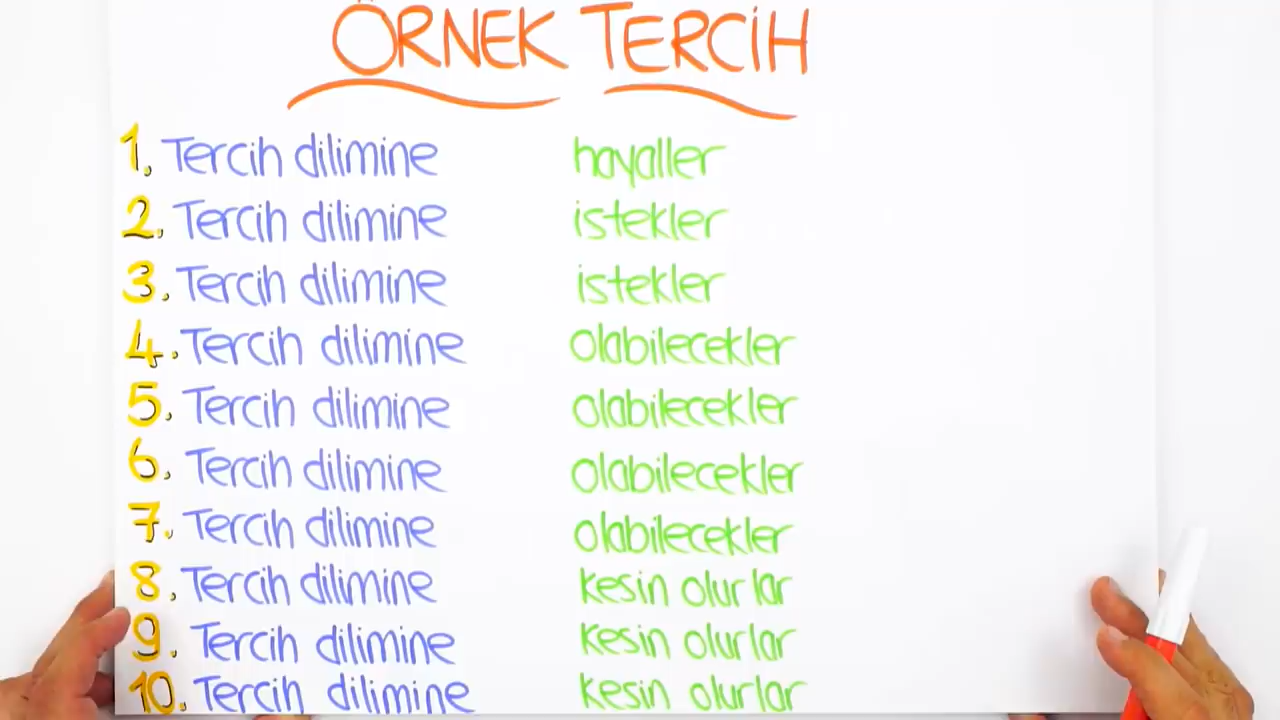 ÖRNEK TERCİH
1. Tercih dilimine hayaller
2. Tercih dilimine istekler
3. Tercih dilimine istekler
4. Tercih dilimine olabilecekler
5. Tercih dilimine olabilecekler
6. Tercih dilimine olabilecekler
7. Tercih dilimine olabilecekler
8. Tercih dilimine kesin olurlar
9. Tercih dilimine kesin olurlar
10. Tercih dilimine kesin olurlar